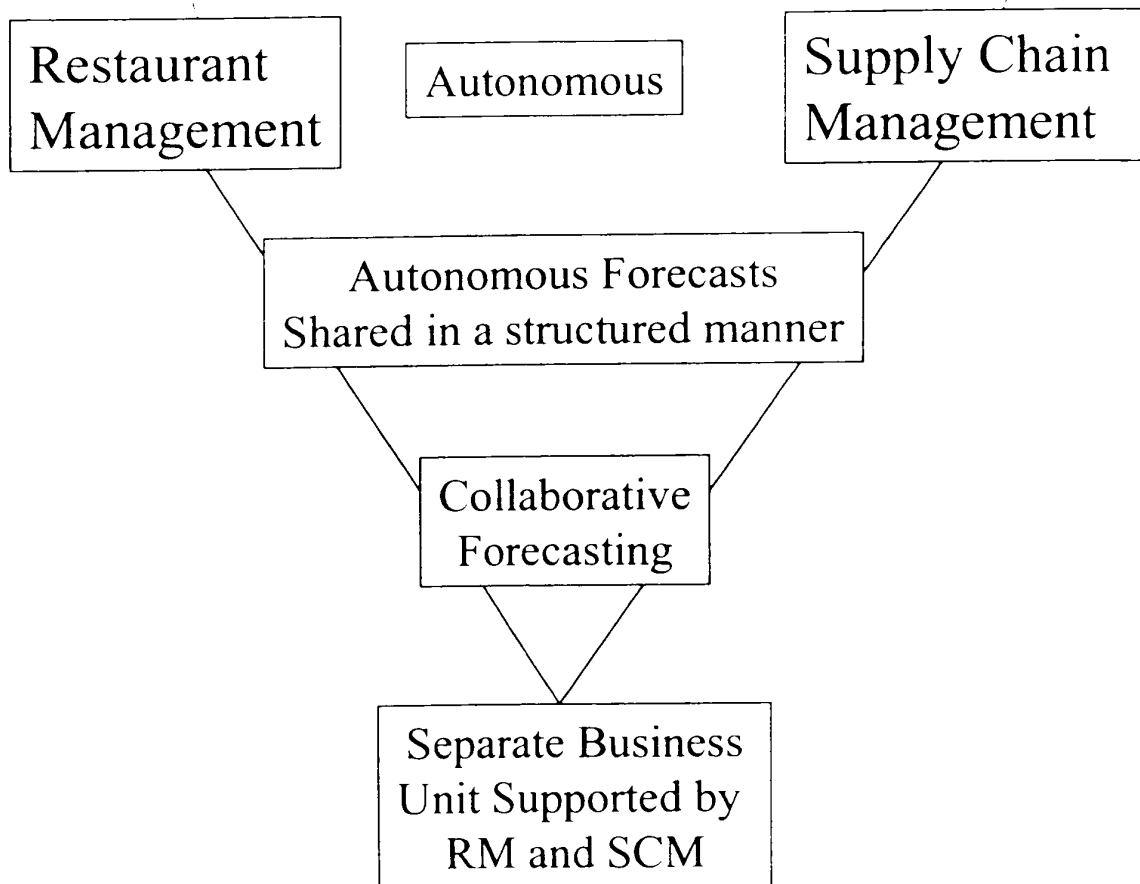 Restaurant
Management
Autonomous
Supply Chain
Management
Autonomous Forecasts
Shared in a structured manner
Collaborative
Forecasting
Separate Business
Unit Supported by
RM and SCM